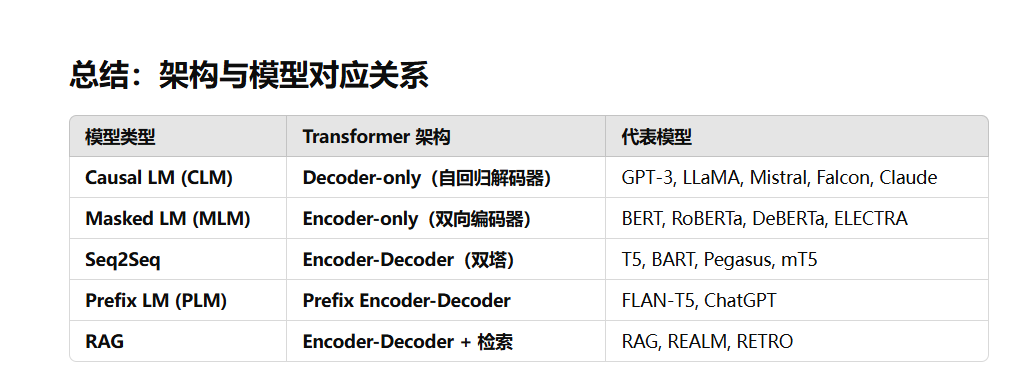 总结：架构与模型对应关系
模型类型 Transformer 架构 代表模型
Causal LM (CLM) Decoder-only（自回归解码器） GPT-3, LLaMA, Mistral, Falcon, Claude
Masked LM (MLM) Encoder-only（双向编码器） BERT, RoBERTa, DeBERTa, ELECTRA
Seq2Seq Encoder-Decoder（双塔） T5, BART, Pegasus, mT5
Prefix LM (PLM) Prefix Encoder-Decoder FLAN-T5, ChatGPT
RAG Encoder-Decoder + 检索 RAG, REALM, RETRO